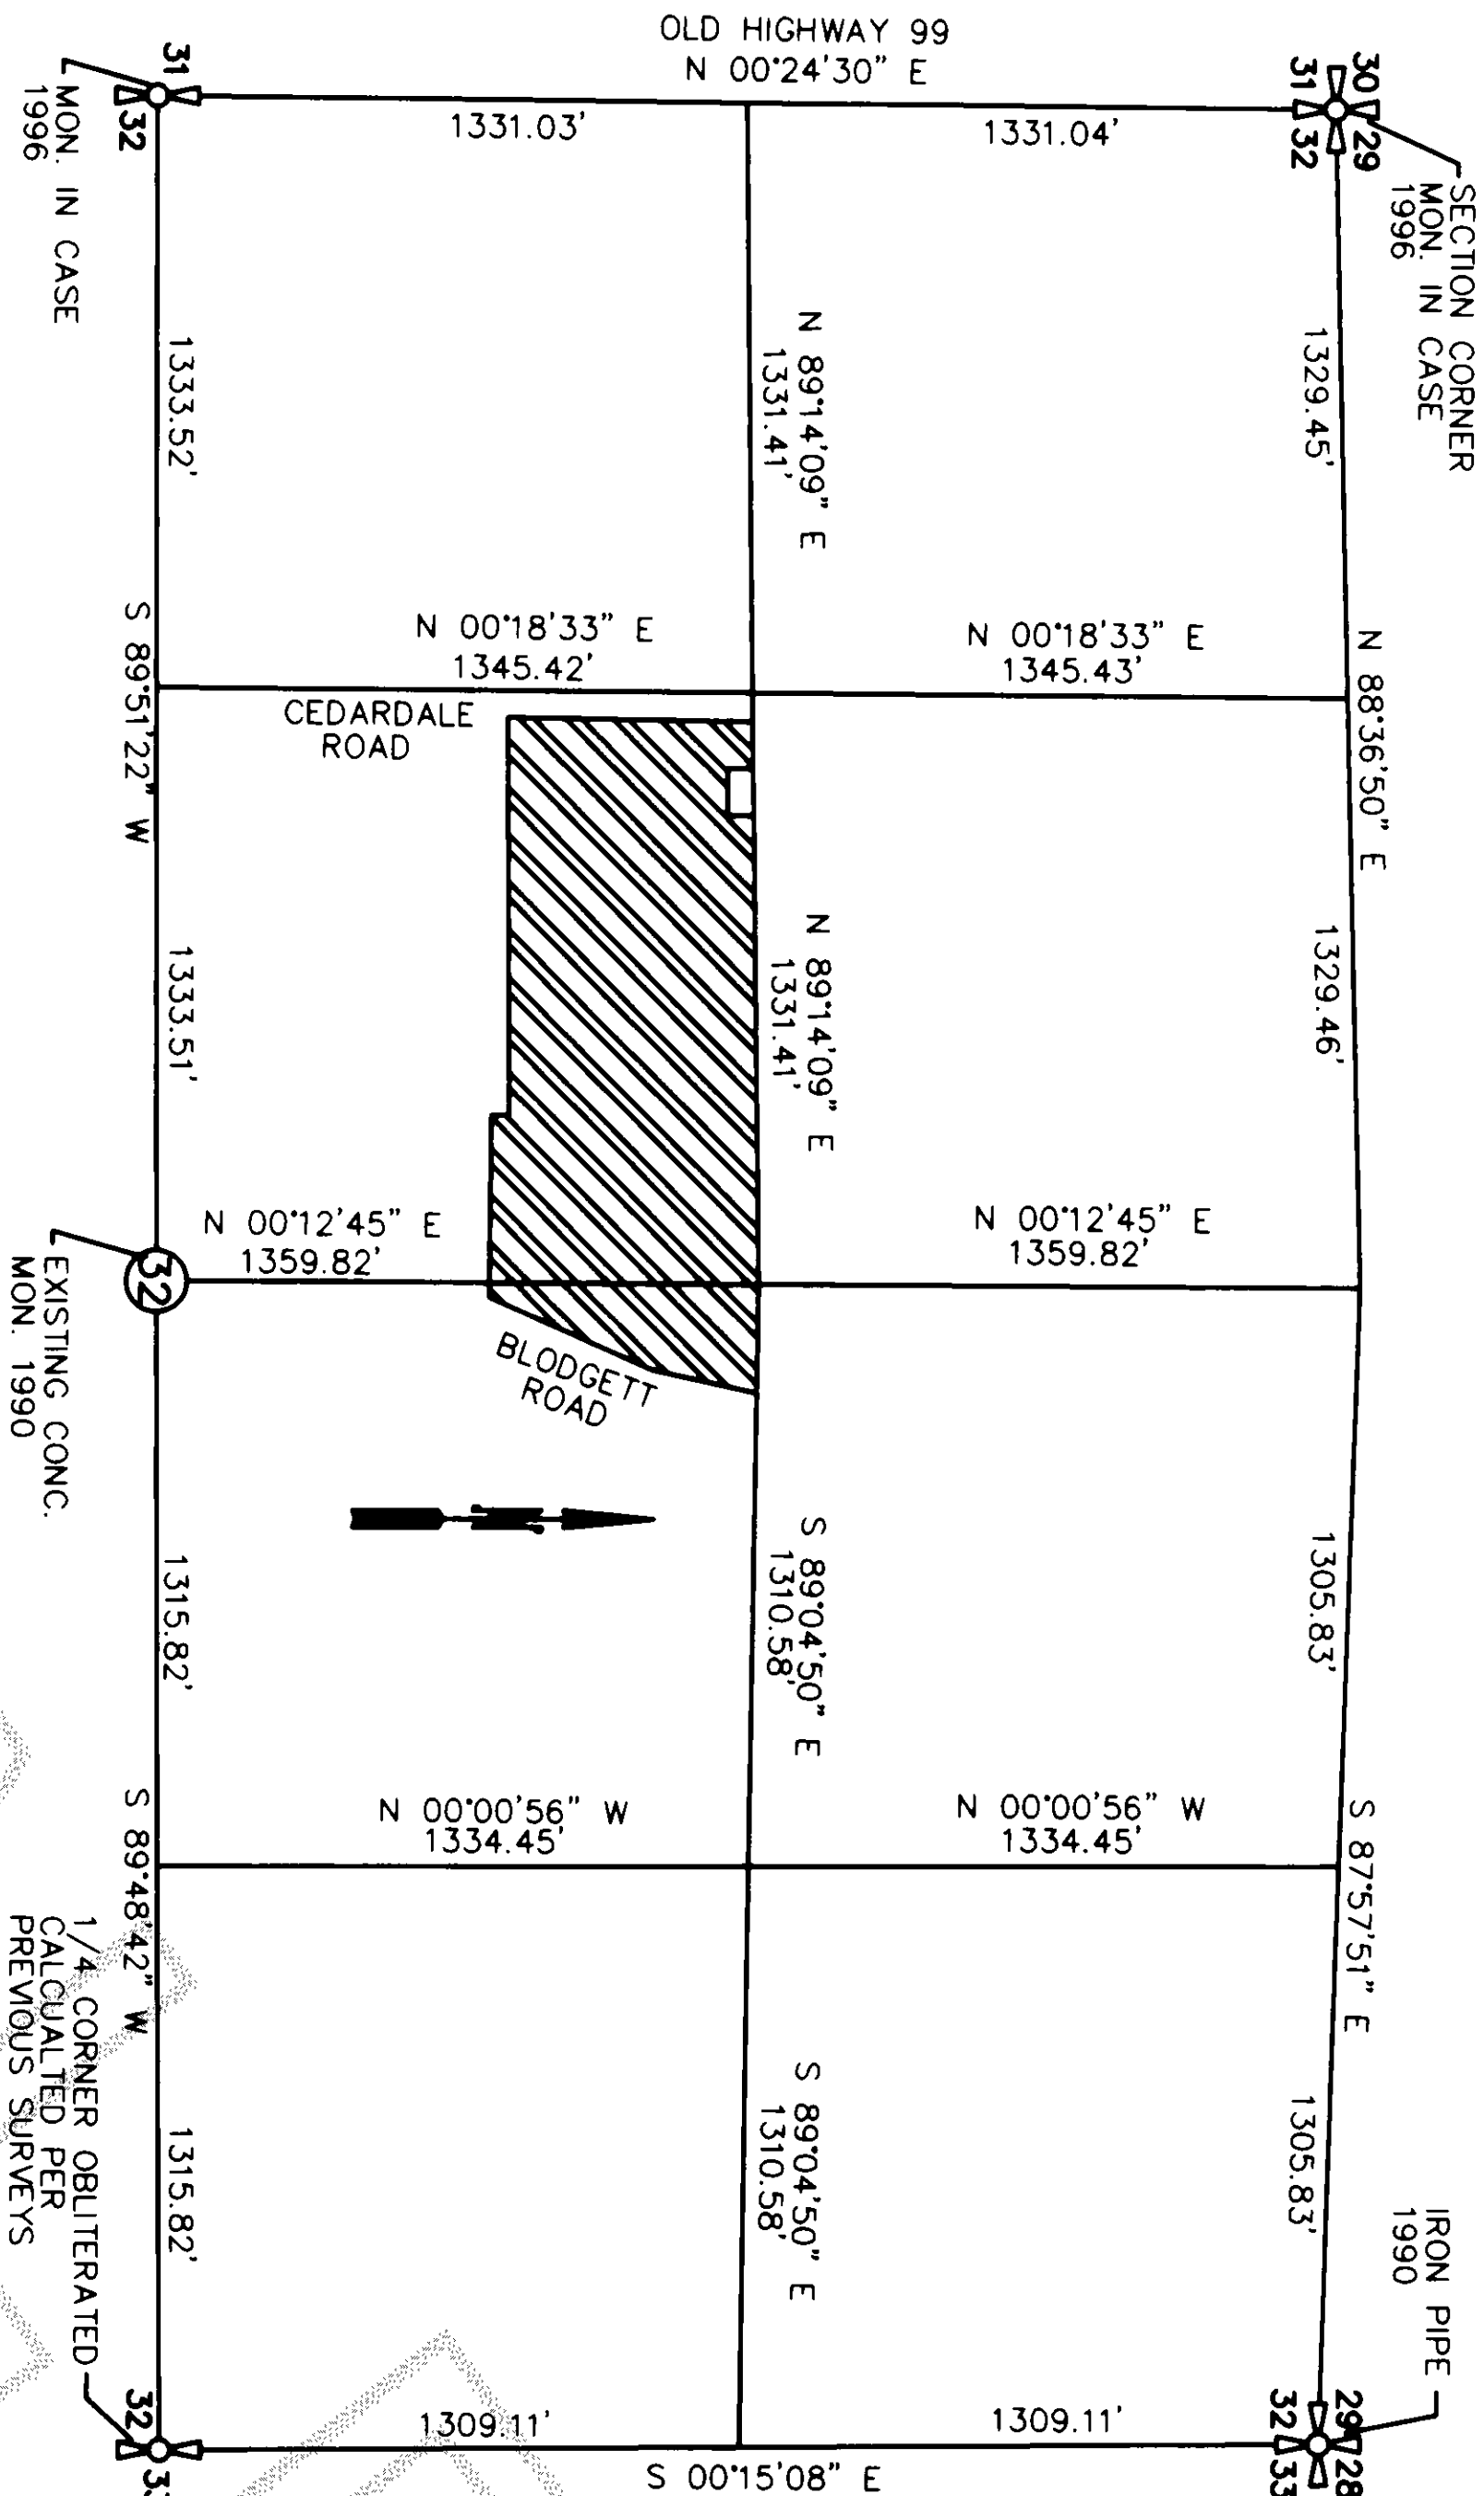 OLD HIGHWAY 99
N 00°24'30" E
1331.03'
1331.04'
31
32
MON. IN CASE
1996
30
29
31
32
SECTION CORNER
MON. IN CASE
1996
1329.45'
N 88°36'50" E
1329.46'
N 89°14'09" E
1331.41'
1333.52'
S 89°51'22" W
N 00°18'33" E
1345.42'
N 00°18'33" E
1345.43'
CEDARDALE
ROAD
N 89°14'09" E
1331.41'
1333.51'
N 00°12'45" E
1359.82'
N 00°12'45" E
1359.82'
32
EXISTING CONC.
MON. 1990
BLODGETT
ROAD
1305.83'
S 87°57'51" E
1305.83'
S 89°04'50" E
1310.58'
1315.82'
S 89°48'42" W
N 00°00'56" W
1334.45'
N 00°00'56" W
1334.45'
S 89°04'50" E
1310.58'
1315.82'
1/4 CORNER OBLITERATED
CALCUALTED PER
PREVIOUS SURVEYS
IRON PIPE
1990
29
28
32
33
32
1309.11'
1309.11'
S 00°15'08" E